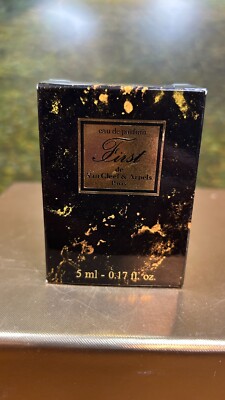 eau de parfum
First
de
Van Cleef & Arpels
Paris
5 ml - 0.17 fl. oz.